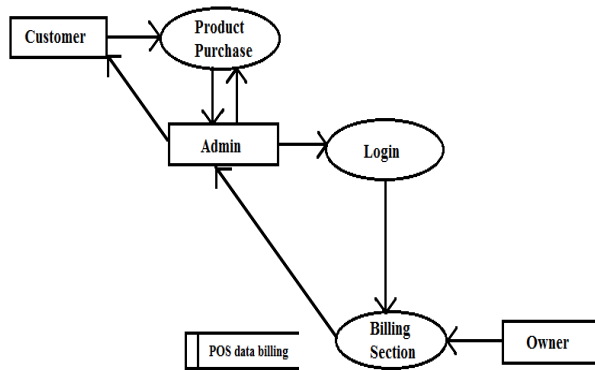 Customer
Product
Purchase
Admin
Login
Billing
Section
POS data billing
Owner